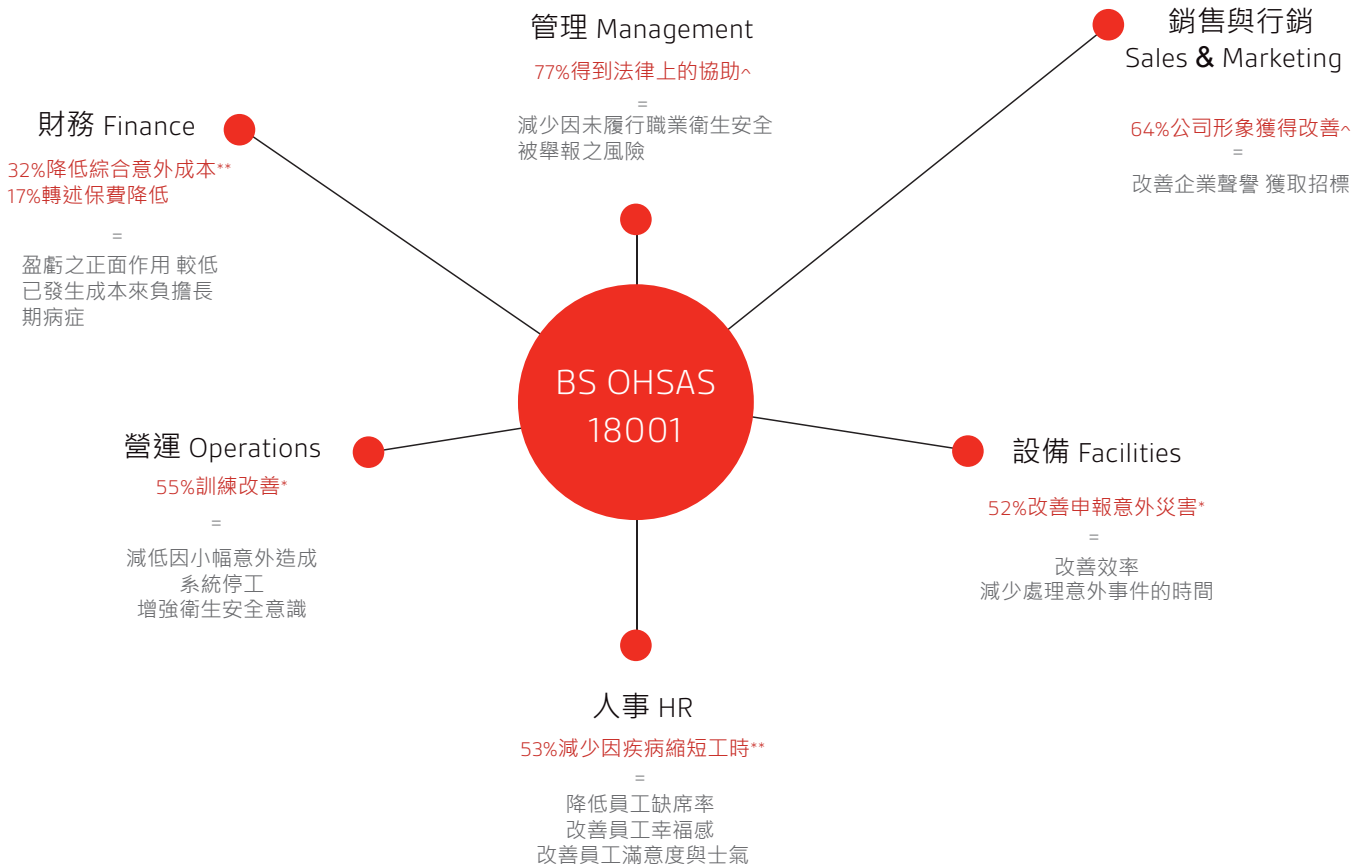 管理 Management
77%得到法律上的協助^
=
減少因未履行職業衛生安全
被舉報之風險
銷售與行銷
Sales & Marketing
64%公司形象獲得改善^
=
改善企業聲譽 獲取招標
財務 Finance
32%降低綜合意外成本**
17%轉述保費降低
=
盈虧之正面作用 較低
已發生成本來負擔長
期病症
BS OHSAS
18001
營運 Operations
55%訓練改善*
=
減低因小幅意外造成
系統停工
增強衛生安全意識
設備 Facilities
52%改善申報意外災害*
=
改善效率
減少處理意外事件的時間
人事 HR
53%減少因疾病縮短工時**
=
降低員工缺席率
改善員工幸福感
改善員工滿意度與士氣